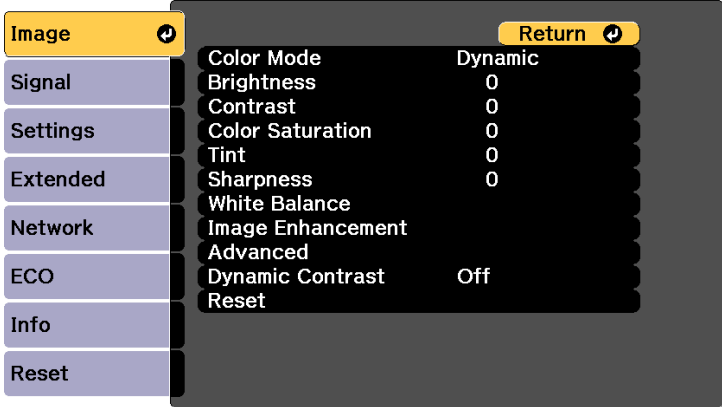 Image
Signal
Settings
Extended
Network
ECO
Info
Reset
Return
Color Mode Dynamic
Brightness 0
Contrast 0
Color Saturation 0
Tint 0
Sharpness 0
White Balance
Image Enhancement
Advanced
Dynamic Contrast Off
Reset